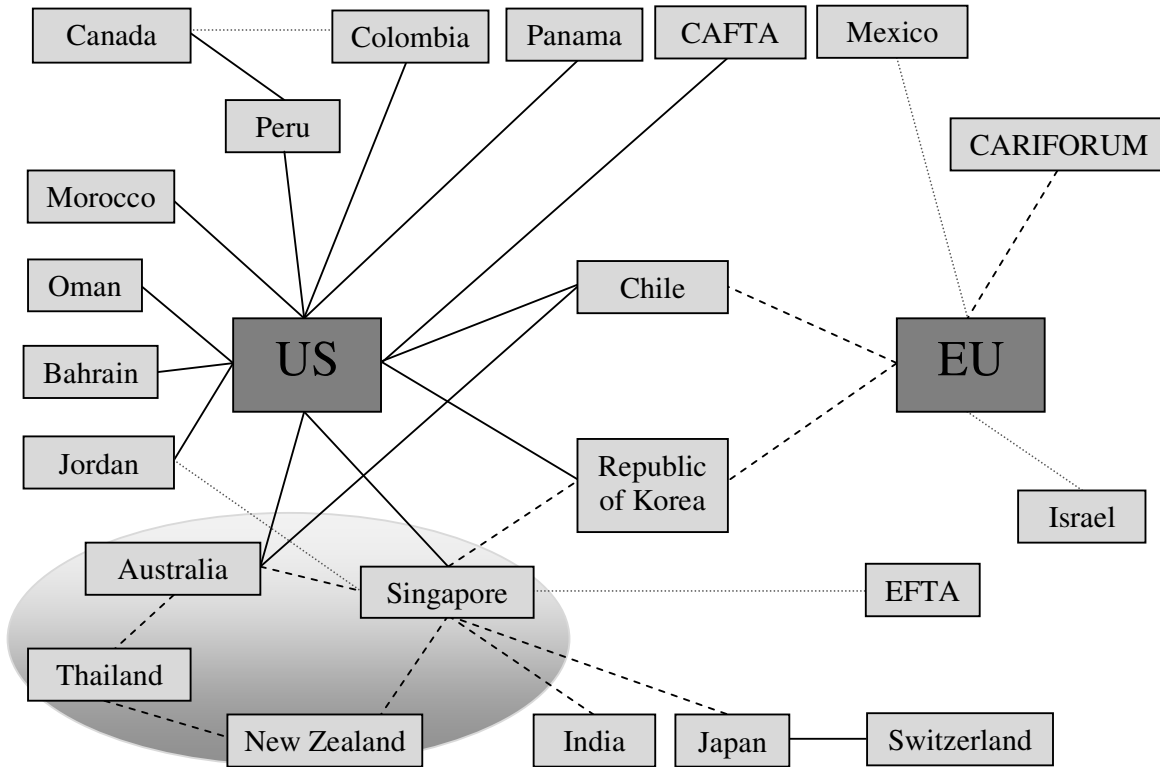 Canada
Colombia
Panama
CAFTA
Mexico
Peru
CARIFORUM
Morocco
Oman
Chile
US
EU
Bahrain
Jordan
Republic
of Korea
Israel
Australia
Singapore
EFTA
Thailand
New Zealand
India
Japan
Switzerland